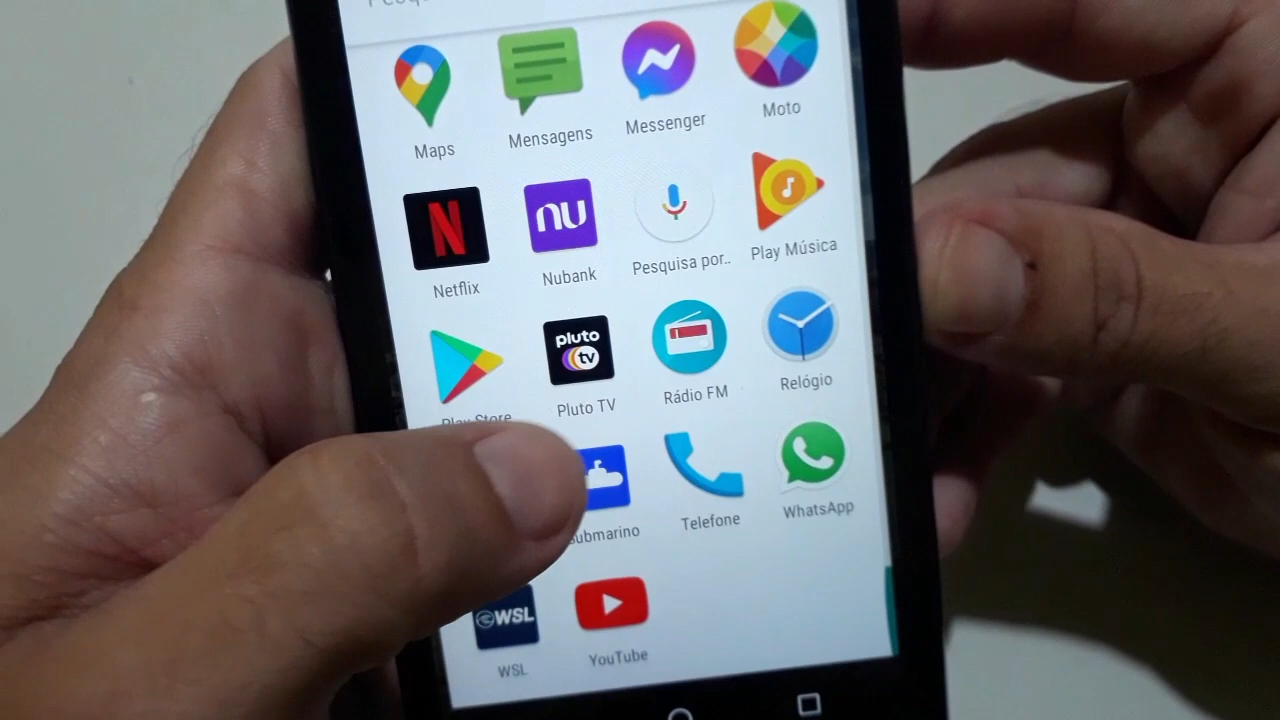 Maps
Mensagens
Messenger
Moto
N
nu
Netflix
Nubank
Pesquisa por..
Play Música
pluto
tv
Play Store
Pluto TV
Rádio FM
Relógio
Submarino
Telefone
WhatsApp
WSL
WSL
YouTube